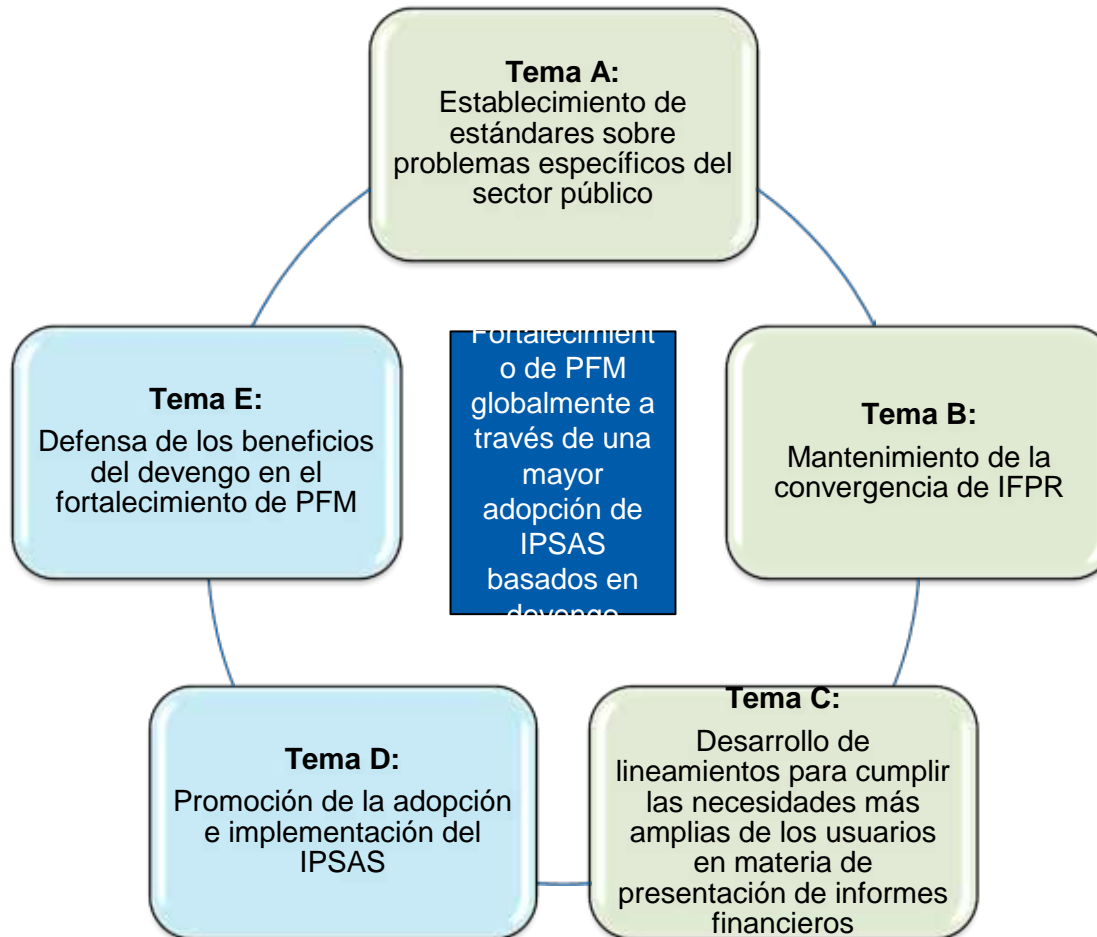 Tema A:
Establecimiento de
estándares sobre
problemas específicos del
sector público
Tema B:
Mantenimiento de la
convergencia de IFPR
Tema C:
Desarrollo de
lineamientos para cumplir
las necesidades más
amplias de los usuarios
en materia de
presentación de informes
financieros
Tema D:
Promoción de la adopción
e implementación del
IPSAS
Tema E:
Defensa de los beneficios
del devengo en el
fortalecimiento de PFM
Fortalecimient
o de PFM
globalmente a
través de una
mayor
adopción de
IPSAS
basados en
devengo